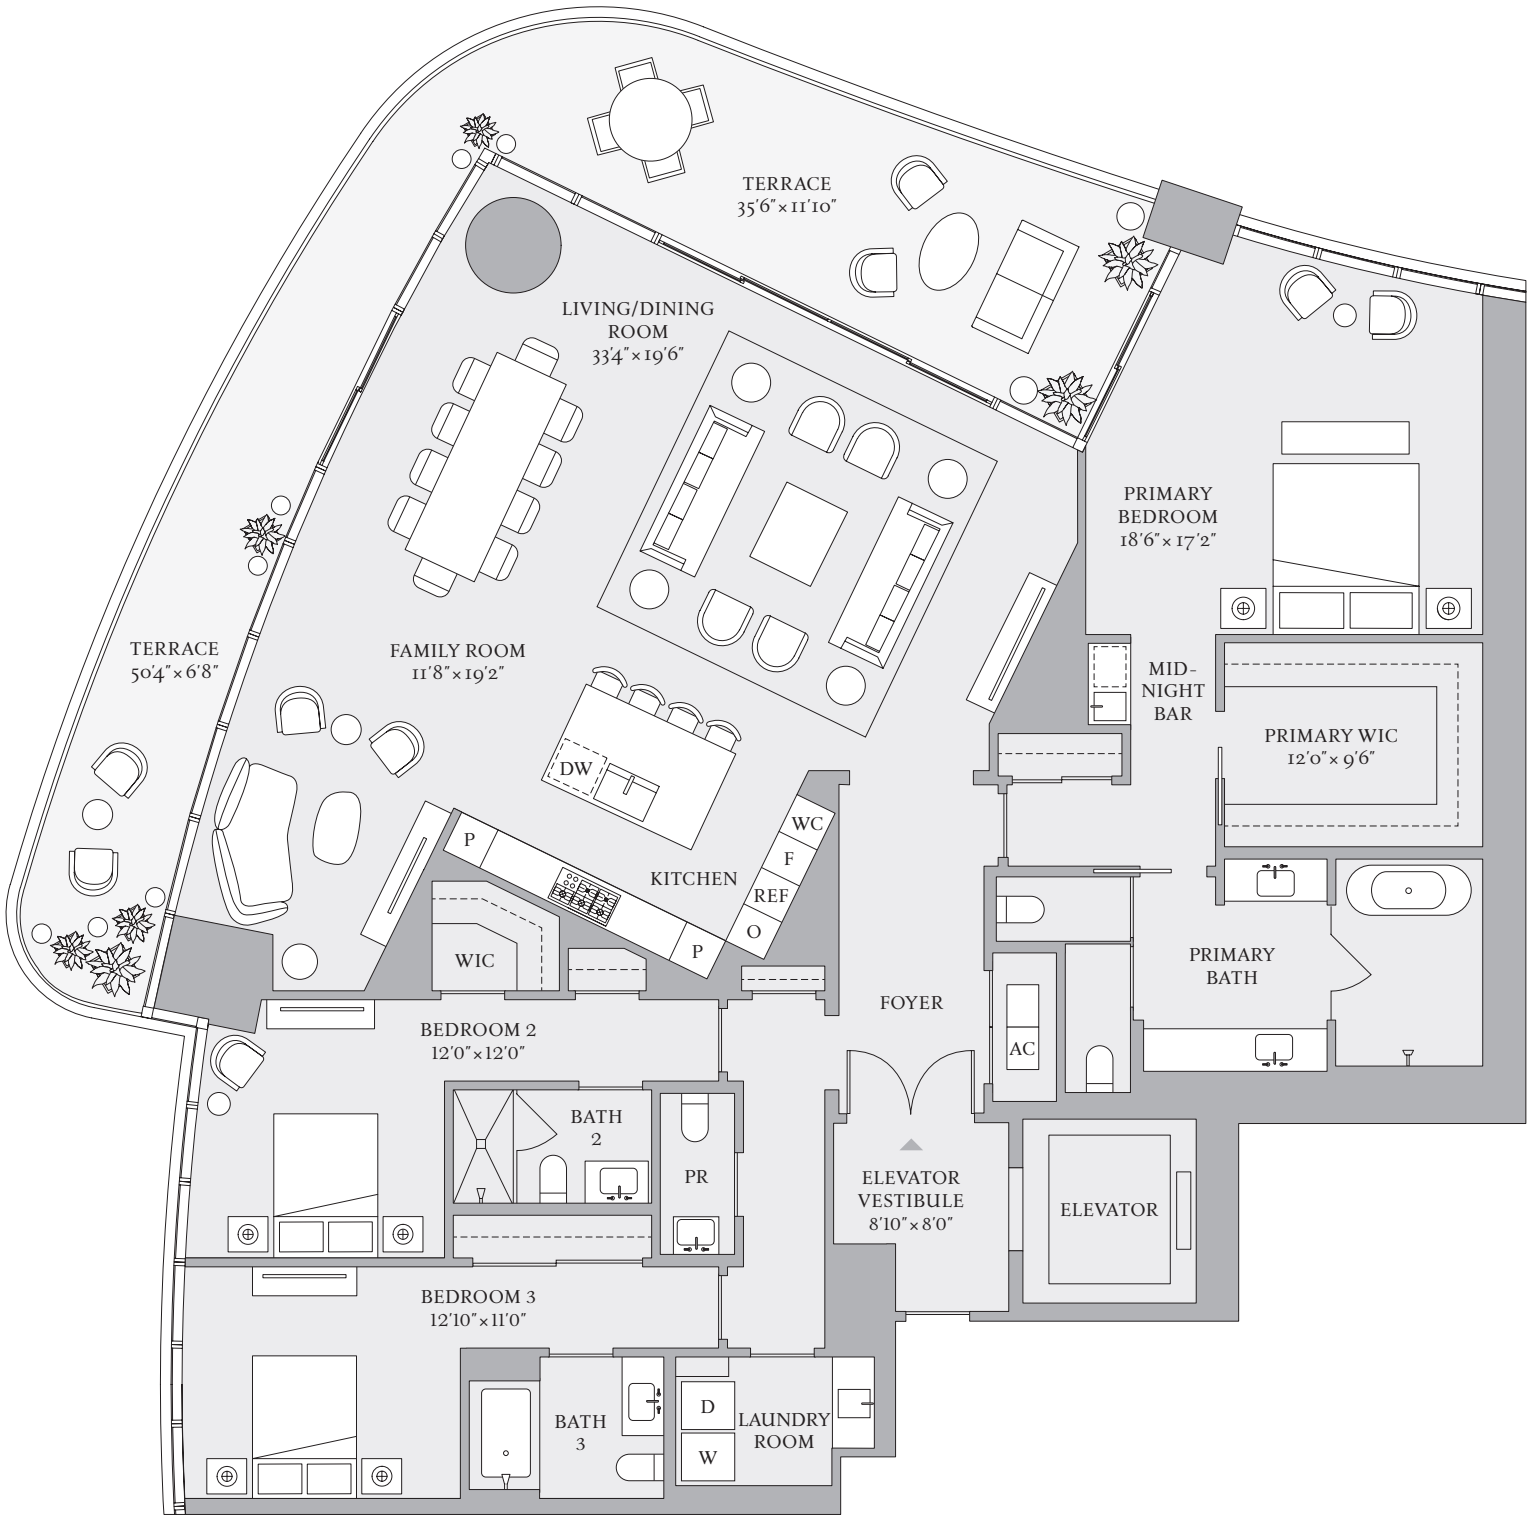 TERRACE
35'6"×11'10"
LIVING/DINING
ROOM
33'4"×19'6"
PRIMARY
BEDROOM
18'6"×17'2"
TERRACE
50'4"×6'8"
FAMILY ROOM
11'8"×19'2"
MID-
NIGHT
BAR
PRIMARY WIC
12'0"×9'6"
DW
WC
F
REF
O
P
KITCHEN
P
WIC
PRIMARY
BATH
FOYER
AC
BEDROOM 2
12'0"×12'0"
BATH
2
PR
ELEVATOR
VESTIBULE
8'10"×8'0"
ELEVATOR
BEDROOM 3
12'10"×11'0"
BATH
3
D
W
LAUNDRY
ROOM